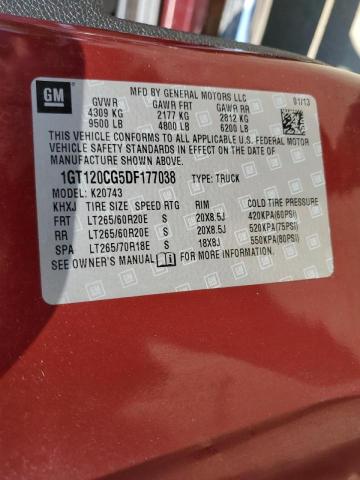 GM
MFD BY GENERAL MOTORS LLC
01/13
GVWR GAWR FRT GAWR RR
4309 KG 2177 KG 2812 KG
9500 LB 4800 LB 6200 LB
THIS VEHICLE CONFORMS TO ALL APPLICABLE U.S. FEDERAL MOTOR
VEHICLE SAFETY STANDARDS IN EFFECT ON THE DATE OF
MANUFACTURE SHOWN ABOVE.
1GT120CG5DF177038 TYPE: TRUCK
MODEL: K20743
KHXJ TIRE SIZE SPEED RTG RIM COLD TIRE PRESSURE
FRT LT265/60R20E S 20X8.5J 420KPA(60PSI)
RR LT265/60R20E S 20X8.5J 520KPA(75PSI)
SPA LT265/70R18E S 18X8J 550KPA(80PSI)
SEE OWNER'S MANUAL FOR MORE INFORMATION.